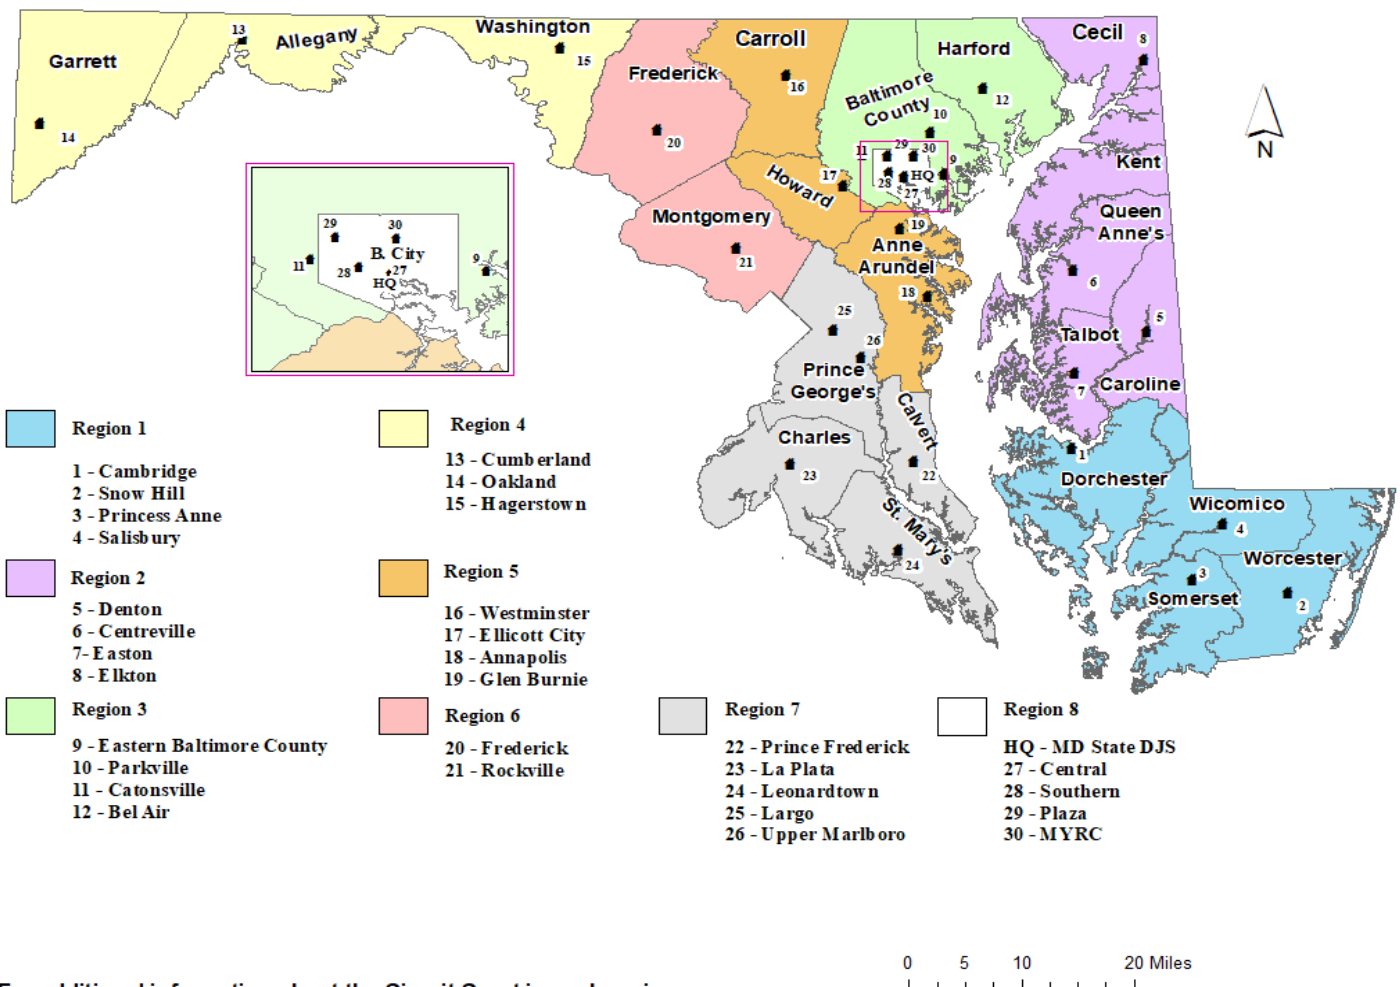 Garrett
14
13
Allegany
Washington
15
Frederick
20
Carroll
16
Baltimore
County
Harford
12
10
Cecil
8
N
11
29
30
9
28
HQ
27
Howard
17
Kent
Montgomery
21
Queen
Anne's
6
19
Anne
Arundel
18
29
30
B. City
11
28
27
HQ
9
25
26
Prince
George's
5
Talbot
7
Caroline
Calvert
22
Charles
23
St. Mary's
24
1
Dorchester
Wicomico
4
Worcester
2
3
Somerset
Region 1
1 - Cambridge
2 - Snow Hill
3 - Princess Anne
4 - Salisbury
Region 2
5 - Denton
6 - Centreville
7- Easton
8 - Elkton
Region 3
9 - Eastern Baltimore County
10 - Parkville
11 - Catonsville
12 - Bel Air
Region 4
13 - Cumberland
14 - Oakland
15 - Hagerstown
Region 5
16 - Westminster
17 - Ellicott City
18 - Annapolis
19 - Glen Burnie
Region 6
20 - Frederick
21 - Rockville
Region 7
22 - Prince Frederick
23 - La Plata
24 - Leonardtown
25 - Largo
26 - Upper Marlboro
Region 8
HQ - MD State DJS
27 - Central
28 - Southern
29 - Plaza
30 - MYRC
0 5 10 20 Miles